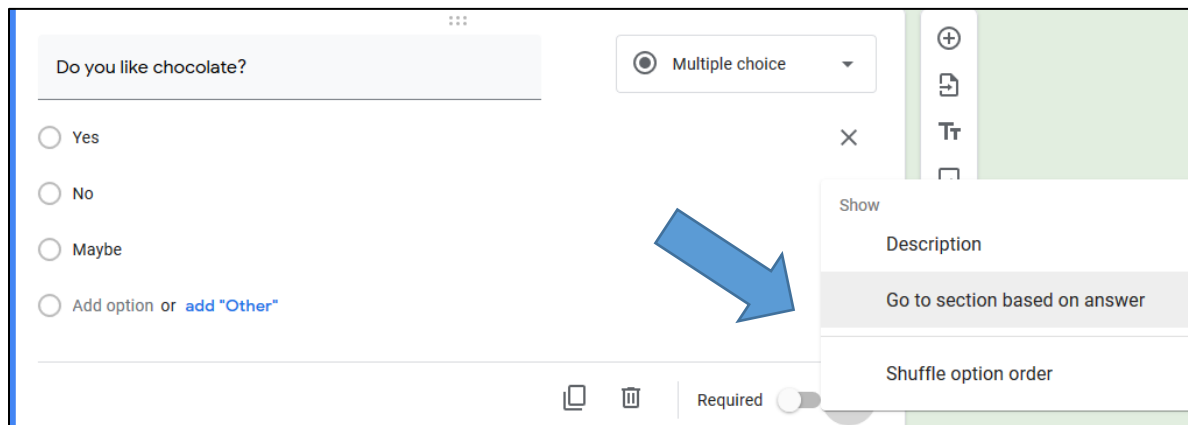 Do you like chocolate?
Multiple choice
Yes
No
Maybe
Add option or add "Other"
Required
Show
Description
Go to section based on answer
Shuffle option order